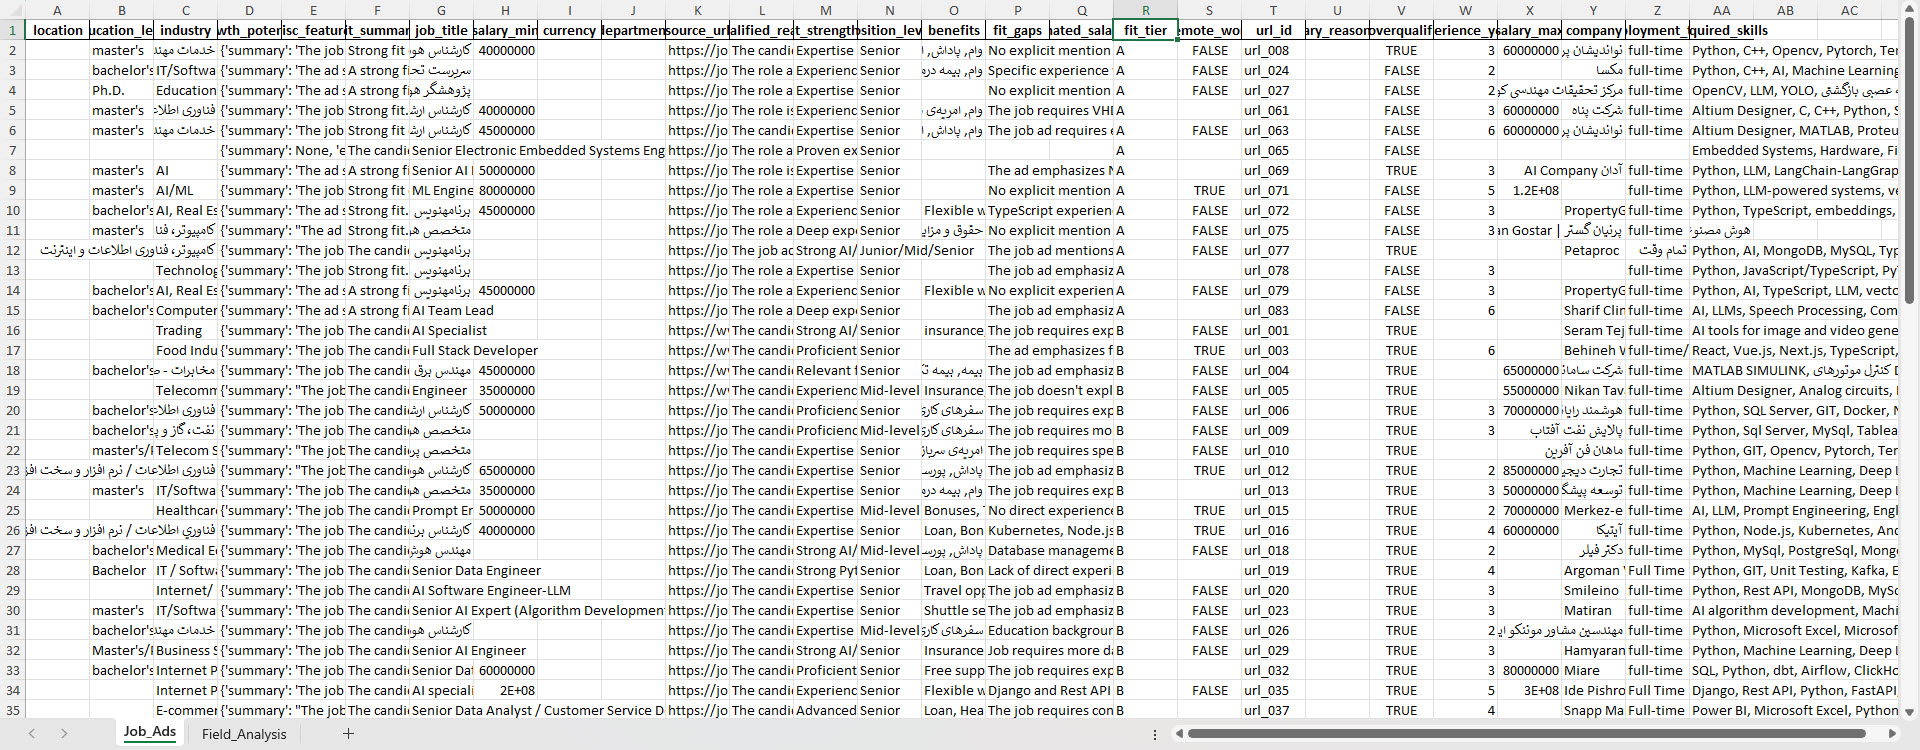 A B C D E F G H I J K L M N O P Q R S T U V W X Y Z AA AB AC
1 location ucation_le industry wth_poter isc_featur t_summar job_title salary_min currency lepartmen source_url alified_rea t_strength sition_lev benefits fit_gaps nated_sala fit_tier emote_wo url_id ary_reason verqualifi erience_y salary_max company loyment_ quired_skills
2 master's خدمات مهند {'summary': 'The job Strong fit کارشناس هو 40000000 https://jo The role a Experienc Senior وام, پاداش, No explicit mention A FALSE url_008 TRUE 3 60000000 نواندیشان پر full-time Python, C++, Opencv, Pytorch, Ter
3 bachelor's IT/Softwa {'summary': 'The ad s A strong fi سرپرست تح https://jo The role a Expertise Senior وام, بیمه درم Specific experience A FALSE url_024 FALSE 2 مکسا full-time Python, C++, AI, Machine Learning
4 Ph.D. Education {'summary': 'The ad s A strong fi پژوهشگر هو https://jo The role a Expertise Senior No explicit mention A FALSE url_027 FALSE 2 مرکز تحقیقات مهندسی کو full-time OpenCV, LLM, YOLO, عصبی بازگشتی
5 master's فناوری اطلا {'summary': 'The job Strong fit. کارشناس ارش 40000000 https://jo The role is Experienc Senior وام, امریه‌ی The job requires VHI A url_061 FALSE 3 60000000 شرکت پناه full-time Altium Designer, C, C++, Python, S
6 master's خدمات مهند {'summary': 'The job Strong fit کارشناس ارش 45000000 https://jo The candi Expertise Senior وام, پاداش, The job ad requires e A FALSE url_063 FALSE 6 60000000 نواندیشان پر full-time Altium Designer, MATLAB, Proteu
7 {'summary': None, 'e The candi Senior Electronic Embedded Systems Eng https://jo The role a Proven ex Senior A url_065 FALSE Embedded Systems, Hardware, Fi
8 master's AI {'summary': 'The ad s A strong fi Senior AI I 50000000 https://jo The role is Expertise Senior The ad emphasizes A url_069 TRUE 3 AI Company آدان full-time Python, LLM, LangChain-LangGrap
9 master's AI/ML {'summary': 'The job Strong fit ML Engine 80000000 https://jo The role a Experienc Senior No explicit mention A TRUE url_071 FALSE 5 1.2E+08 full-time Python, LLM-powered systems, ve
10 bachelor's AI, Real Es {'summary': 'The ad s Strong fit. برنامه‌نویس 45000000 https://jo The role a Experienc Senior Flexible w TypeScript experien A FALSE url_072 FALSE 3 PropertyG full-time Python, TypeScript, embeddings,
11 master's کامپیوتر، فنا {'summary': "The ad Strong fit. متخصص هو https://jo The role a Deep expe Senior حقوق و مزای No explicit mention A FALSE url_075 FALSE 3 an Gostar | پرنیان گستر full-time هوش مصنوع
12 کامپیوتر، فناوری اطلاعات و اینترنت {'summary': 'The job The candi برنامه‌نویس https://jo The job ad Strong AI/ Junior/Mid/Senior The job ad mentions A FALSE url_077 TRUE Petaproc تمام وقت Python, AI, MongoDB, MySQL, Typ
13 Technolog {'summary': 'The job Strong fit. برنامه‌نویس https://jo The role a Expertise Senior The job ad emphasiz A url_078 FALSE 3 full-time Python, JavaScript/TypeScript, Py
14 bachelor's AI, Real Es {'summary': 'The job A strong fi برنامه‌نویس 45000000 https://jo The role a Expertise Senior Flexible w No explicit experien A FALSE url_079 FALSE 3 PropertyG full-time Python, AI, TypeScript, LLM, vecto
15 bachelor's Computer {'summary': 'The job A strong fi AI Team Lead https://jo The role a Deep expe Senior The job ad emphasiz A url_083 FALSE 6 Sharif Clin full-time AI, LLMs, Speech Processing, Com
16 Trading {'summary': 'The job The candi AI Specialist https://w The candi Strong AI/ Senior insurance, The job requires exp B FALSE url_001 TRUE Seram Tej full-time AI tools for image and video gene
17 Food Indu {'summary': 'The job The candi Full Stack Developer https://w The candi Proficient Senior The ad emphasizes f B TRUE url_003 TRUE 6 Behineh V full-time/ React, Vue.js, Next.js, TypeScript,
18 bachelor's مخابرات - ص {'summary': 'The job The candi مهندس برق 45000000 https://w The candi Relevant I Senior بیمه, بیمه تک The job ad emphasiz B FALSE url_004 TRUE 65000000 شرکت سامان full-time MATLAB SIMULINK, کنترل موتورهای
19 Telecomm {'summary': "The job The candi Engineer 35000000 https://w The candi Experienc Mid-level Insurance, The job doesn't expl B FALSE url_005 TRUE 55000000 Nikan Tav full-time Altium Designer, Analog circuits, I
20 bachelor's فناوری اطلا {'summary': 'The job The candi کارشناس ارش 50000000 https://jo The candi Proficienc Senior سفرهای کاری The job requires exp B FALSE url_006 TRUE 3 70000000 هوشمند رایا full-time Python, SQL Server, GIT, Docker, N
21 bachelor's نفت، گاز و پ {'summary': 'The job The candi متخصص هو https://jo The candi Proficienc Mid-level سفرهای کاری The job requires mo B FALSE url_009 TRUE 3 پالایش نفت آفتاب full-time Python, Sql Server, MySql, Tablea
22 master's/I Telecom S {'summary': "The job The candi متخصص پر https://jo The candi Expertise Mid-level امریه‌ی سرباز The job requires spe B FALSE url_010 TRUE ماهان فن آفرین full-time Python, GIT, Opencv, Pytorch, Ter
23 فناوری اطلاعات / نرم افزار و سخت افز {'summary': "The job The candi کارشناس هو 65000000 https://jo The candi Expertise Senior پاداش, پورس The job ad emphasiz B TRUE url_012 TRUE 2 85000000 تجارت دیجی full-time Python, Machine Learning, Deep L
24 master's IT/Softwa {'summary': 'The job The candi متخصص هو 35000000 https://jo The candi Expertise Senior وام, بیمه درم The job requires exp B url_013 TRUE 3 50000000 توسعه پیشگ full-time Python, Machine Learning, Deep L
25 Healthcar {'summary': 'The job The candi Prompt Er 50000000 https://jo The candi Expertise Mid-level Bonuses, T No direct experience B TRUE url_015 TRUE 2 70000000 Merkez-e full-time AI, LLM, Prompt Engineering, Engl
26 فناوری اطلاعات / نرم افزار و سخت افز {'summary': 'The job The candi کارشناس برنا 40000000 https://jo The candi Expertise Senior Loan, Bon Kubernetes, Node.js B TRUE url_016 TRUE 4 60000000 آیتیکا full-time Python, Node.js, Kubernetes, Anc
27 bachelor's Medical Ec {'summary': 'The job The candi مهندس هوش https://jo The candi Strong AI/ Mid-level پاداش, پورس Database manageme B FALSE url_018 TRUE 2 دکتر فیلر full-time Python, MySql, PostgreSql, Mong
28 Bachelor IT / Softw {'summary': 'The job The candi Senior Data Engineer https://jo The candi Strong Pyt Senior Loan, Bon Lack of direct experi B url_019 TRUE 4 Argoman Full Time Python, GIT, Unit Testing, Kafka, E
29 Internet/ {'summary': 'The job The candi AI Software Engineer-LLM https://jo The candi Expertise Senior Travel opp The job ad emphasiz B FALSE url_020 TRUE 3 Smileino full-time Python, Rest API, MongoDB, MySc
30 master's IT/Softwa {'summary': 'The job The candi Senior AI Expert (Algorithm Development https://jo The candi Expertise Senior Shuttle se The job ad emphasiz B FALSE url_023 TRUE 3 Matiran full-time AI algorithm development, Machi
31 bachelor's خدمات مهند {'summary': 'The job The candi کارشناس هو https://jo The candi Expertise Mid-level سفرهای کاری Education backgrour B FALSE url_026 TRUE 2 مهندسین مشاور موننکو ای full-time Python, Microsoft Excel, Microsof
32 Master's/I Business S {'summary': 'The job The candi Senior AI Engineer https://jo The candi Expertise Senior Insurance Job requires more da B FALSE url_029 TRUE 3 Hamyaran full-time Python, Machine Learning, Deep L
33 bachelor's Internet P {'summary': 'The job The candi Senior Dat 60000000 https://jo The candi Proficient Senior Free supp The job requires exp B url_032 TRUE 3 80000000 Miare full-time SQL, Python, dbt, Airflow, ClickHo
34 Internet P {'summary': 'The job The candi AI speciali 2E+08 https://jo The candi Experienc Senior Flexible w Django and Rest API B FALSE url_035 TRUE 5 3E+08 Ide Pishro Full Time Django, Rest API, Python, FastAPI,
35 E-commer {'summary': "The job The candi Senior Data Analyst / Customer Service D https://jo The candi Advanced Senior Loan, Hea The job requires con B url_037 TRUE 4 Snapp Ma Full-time Power BI, Microsoft Excel, Python
Job_Ads Field_Analysis